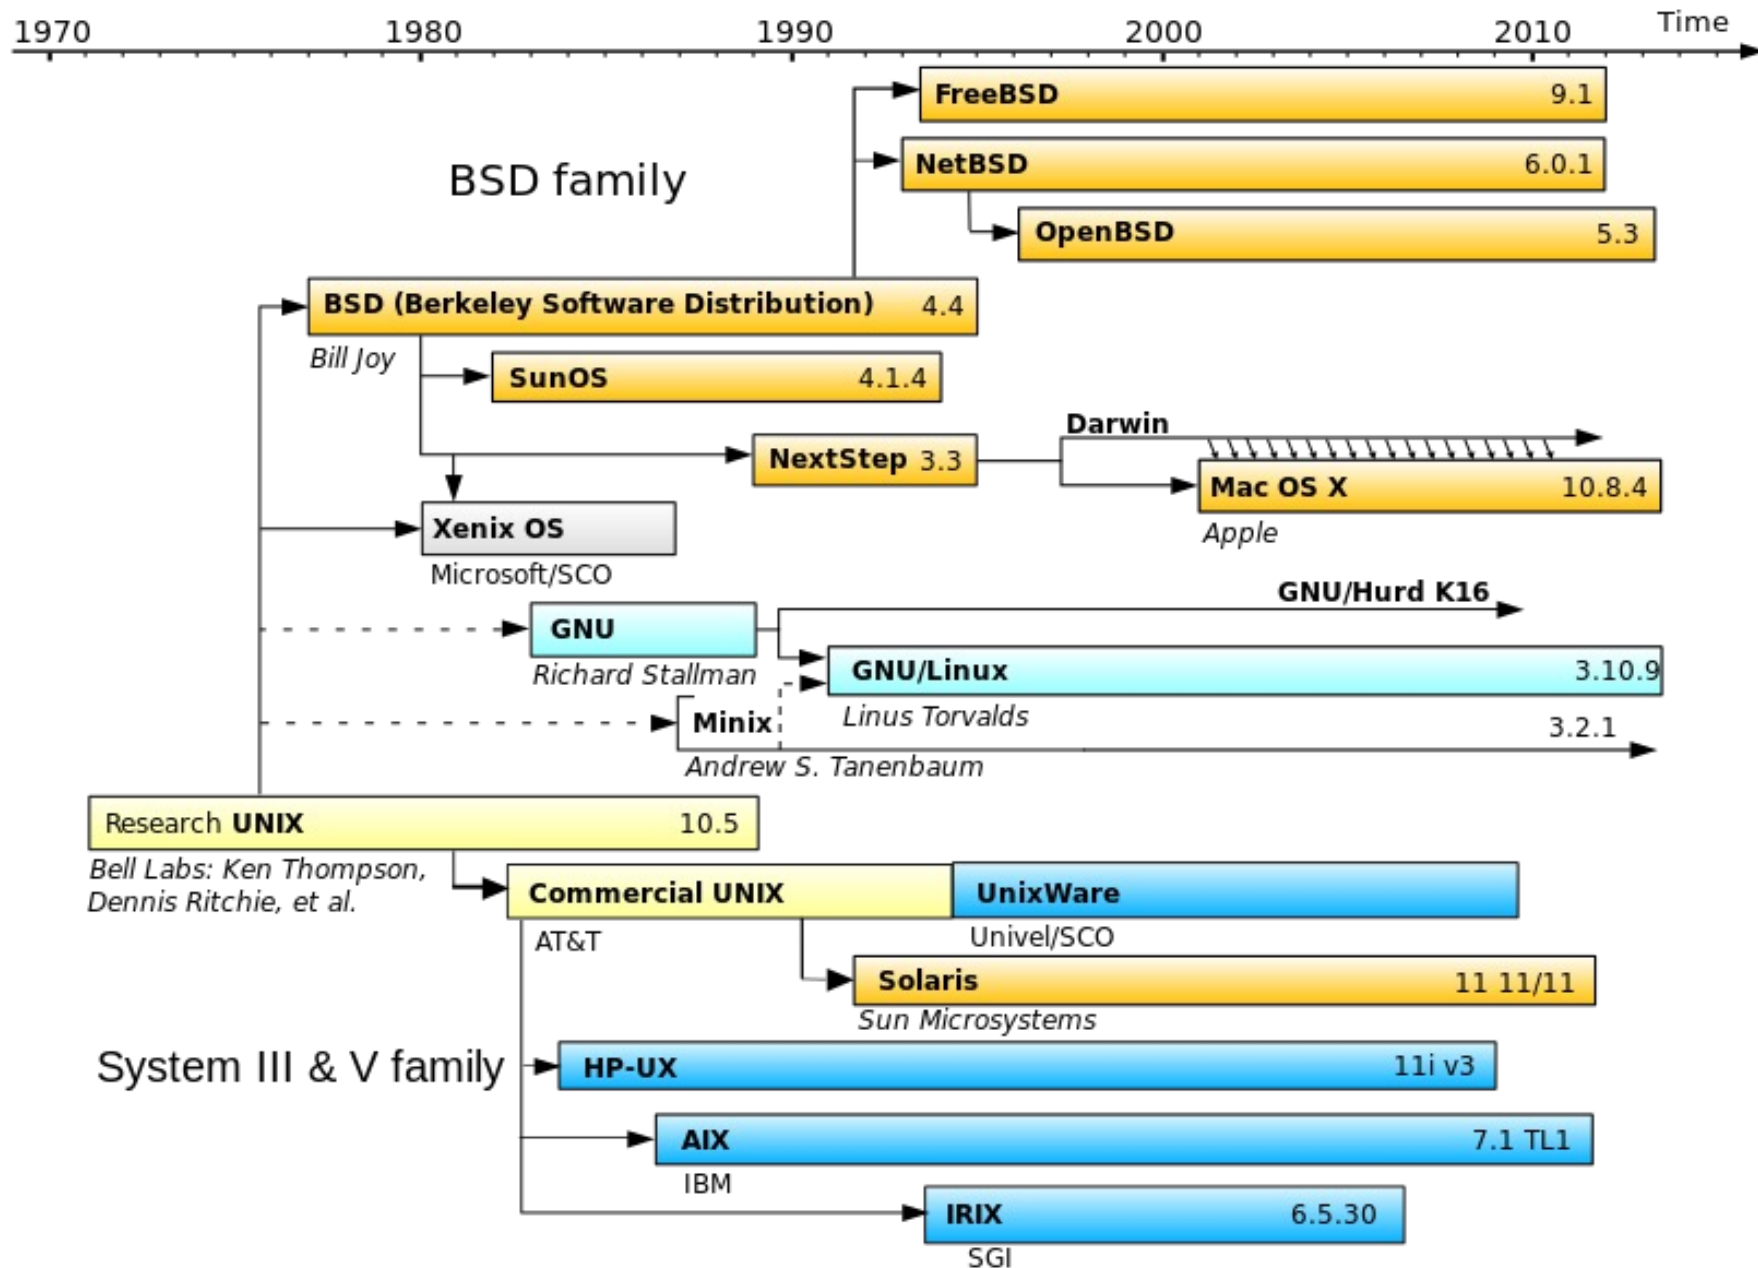 1970 1980 1990 2000 2010 Time
FreeBSD 9.1
NetBSD 6.0.1
BSD family
OpenBSD 5.3
BSD (Berkeley Software Distribution) 4.4
Bill Joy
SunOS 4.1.4
Darwin
NextStep 3.3
Mac OS X 10.8.4
Apple
Xenix OS
Microsoft/SCO
GNU/Hurd K16
GNU
Richard Stallman
GNU/Linux 3.10.9
Linus Torvalds
Minix 3.2.1
Andrew S. Tanenbaum
Research UNIX 10.5
Bell Labs: Ken Thompson,
Dennis Ritchie, et al.
Commercial UNIX
UnixWare
AT&T
Univel/SCO
Solaris 11 11/11
Sun Microsystems
System III & V family
HP-UX 11i v3
AIX 7.1 TL1
IBM
IRIX 6.5.30
SGI